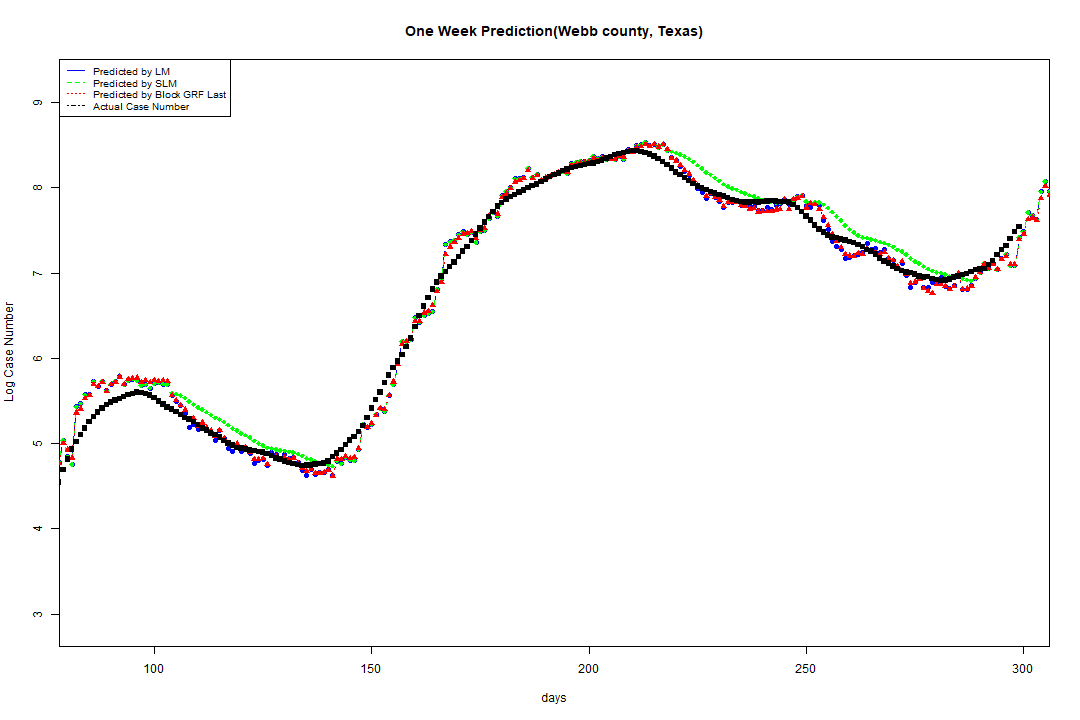 One Week Prediction(Webb county, Texas)
Predicted by LM
Predicted by SLM
Predicted by Block GRF Last
Actual Case Number
Log Case Number
9
8
7
6
5
4
3
100 150 200 250 300
days